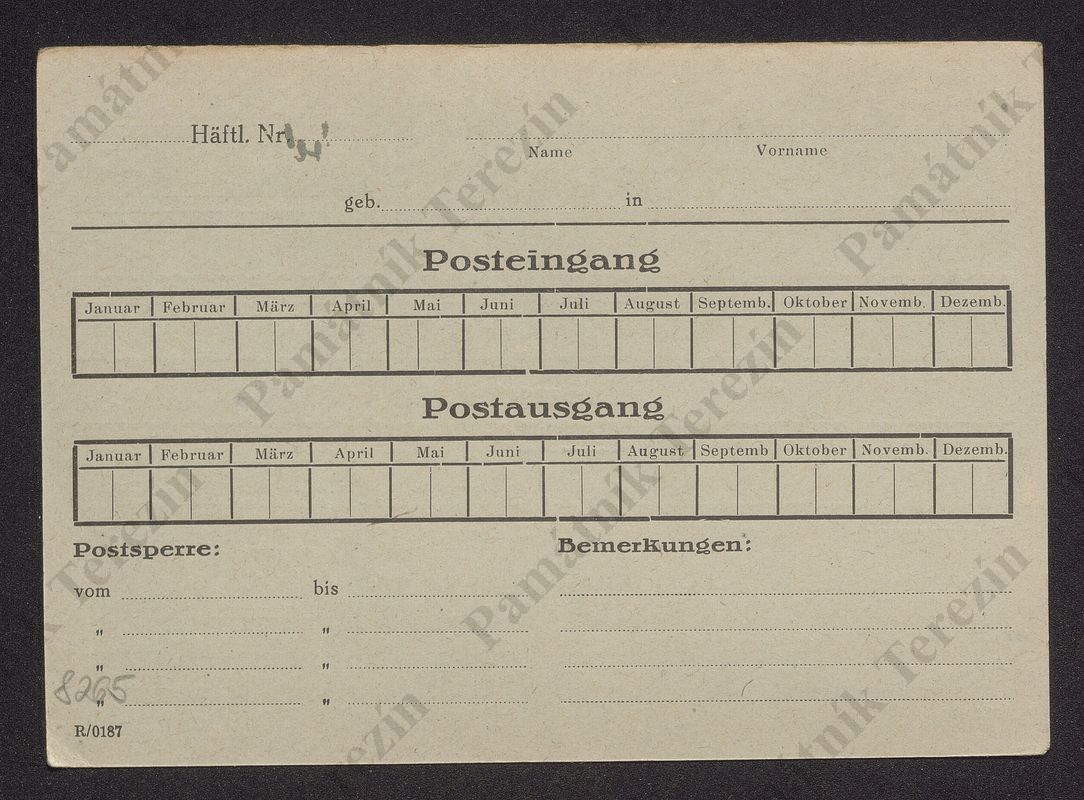 Häftl. Nr.
Name Vorname
geb. in
Posteingang
Januar Februar März April Mai Juni Juli August Septemb. Oktober Novemb. Dezemb.
Postausgang
Januar Februar März April Mai Juni Juli August Septemb Oktober Novemb. Dezemb.
Postsperre: Bemerkungen:
vom bis
" "
" "
" "
8265
R/0187
Památník Terezín